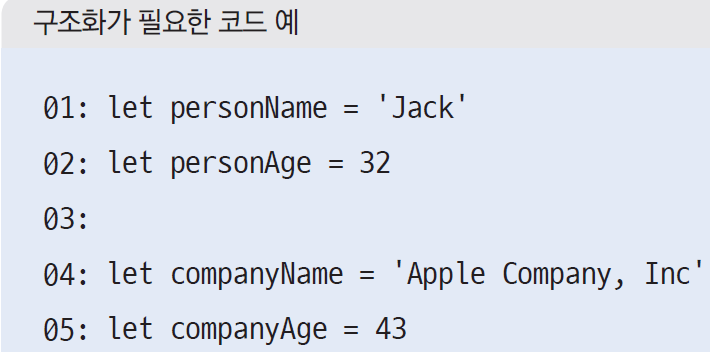 구조화가 필요한 코드 예
01: let personName = 'Jack'
02: let personAge = 32
03:
04: let companyName = 'Apple Company, Inc'
05: let companyAge = 43